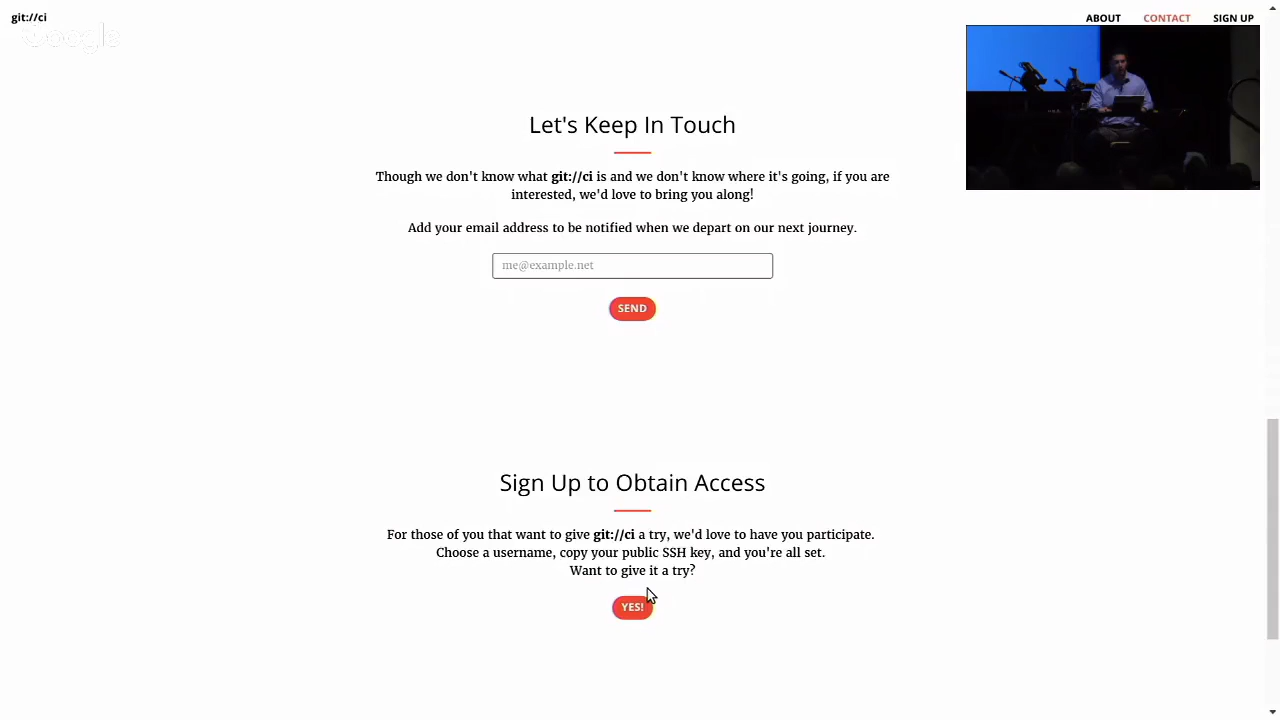 git://ci
ABOUT CONTACT SIGN UP
Google
Let's Keep In Touch
Though we don't know what git://ci is and we don't know where it's going, if you are
interested, we'd love to bring you along!
Add your email address to be notified when we depart on our next journey.
me@example.net
SEND
Sign Up to Obtain Access
For those of you that want to give git://ci a try, we'd love to have you participate.
Choose a username, copy your public SSH key, and you're all set.
Want to give it a try?
YES!